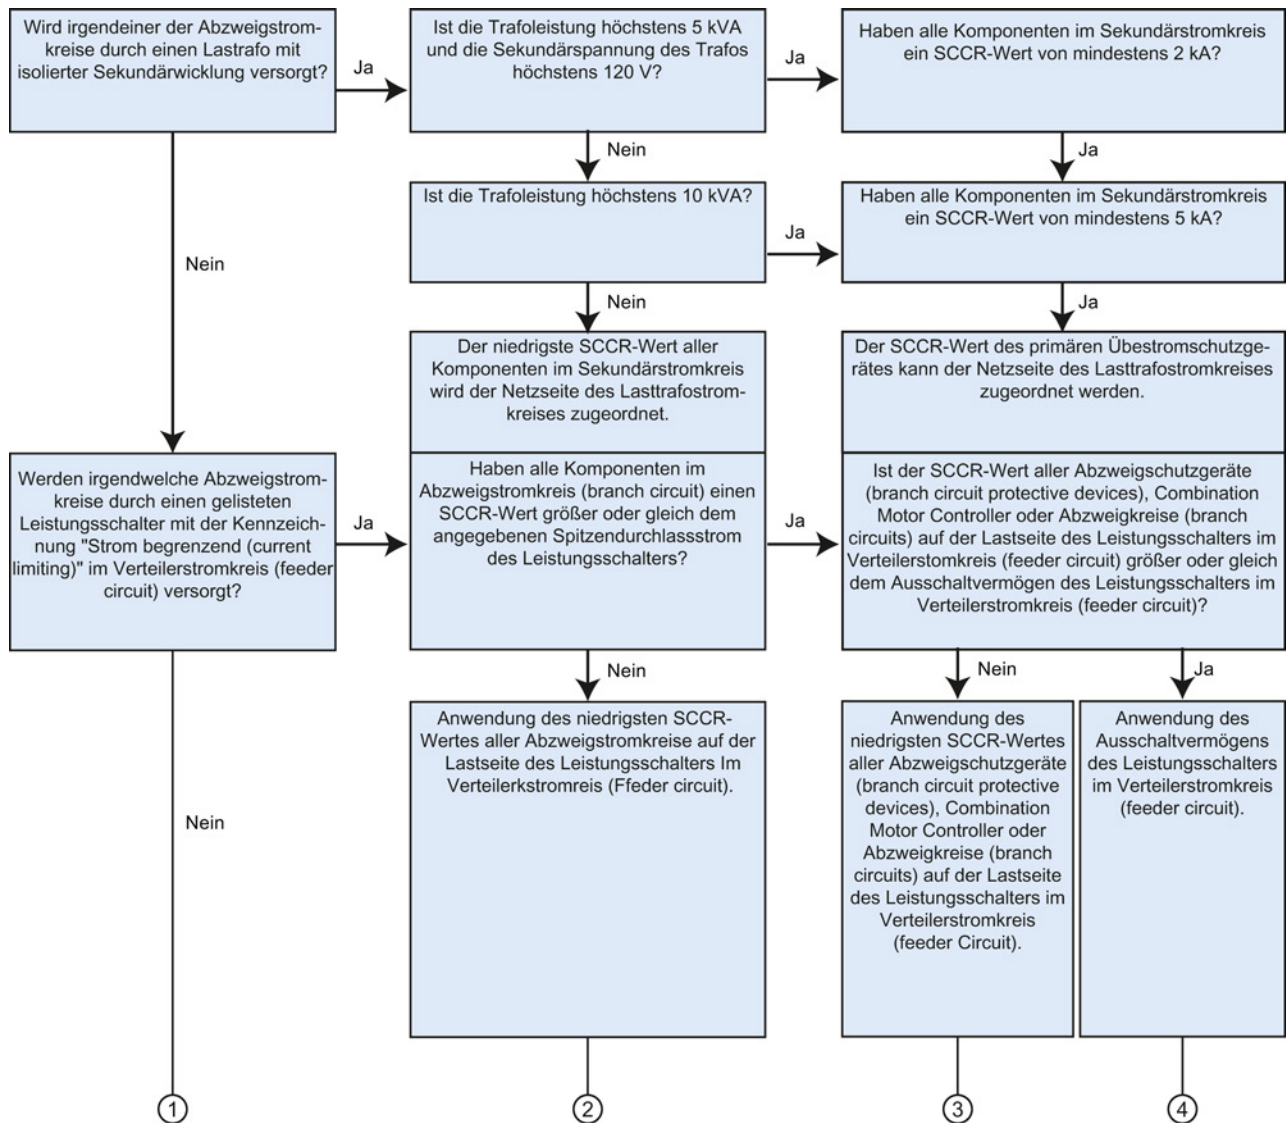 Wird irgendeiner der Abzweigstrom-
kreise durch einen Lastrafo mit
isolierter Sekundärwicklung versorgt?
Ja
Ist die Trafoleistung höchstens 5 kVA
und die Sekundärspannung des Trafos
höchstens 120 V?
Ja
Haben alle Komponenten im Sekundärstromkreis
ein SCCR-Wert von mindestens 2 kA?
Nein
Ja
Ist die Trafoleistung höchstens 10 kVA?
Ja
Haben alle Komponenten im Sekundärstromkreis
ein SCCR-Wert von mindestens 5 kA?
Nein
Nein
Ja
Der niedrigste SCCR-Wert aller
Komponenten im Sekundärstromkreis
wird der Netzseite des Lasttrafostrom-
kreises zugeordnet.
Der SCCR-Wert des primären Übestromschutzge-
rätes kann der Netzseite des Lasttrafostromkreises
zugeordnet werden.
Werden irgendwelche Abzweigstrom-
kreise durch einen gelisteten
Leistungsschalter mit der Kennzeich-
nung "Strom begrenzend (current
limiting)" im Verteilerstromkreis (feeder
circuit) versorgt?
Ja
Haben alle Komponenten im
Abzweigstromkreis (branch circuit) einen
SCCR-Wert größer oder gleich dem
angegebenen Spitzendurchlassstrom
des Leistungsschalters?
Ja
Ist der SCCR-Wert aller Abzweigschutzgeräte
(branch circuit protective devices), Combination
Motor Controller oder Abzweigkreise (branch
circuits) auf der Lastseite des Leistungsschalters im
Verteilerstomkreis (feeder circuit) größer oder gleich
dem Ausschaltvermögen des Leistungsschalters im
Verteilerstromkreis (feeder circuit)?
Nein
Nein
Nein
Ja
Anwendung des niedrigsten SCCR-
Wertes aller Abzweigstromkreise auf der
Lastseite des Leistungsschalters Im
Verteilerkstromreis (Ffeder circuit).
Anwendung des
niedrigsten SCCR-Wertes
aller Abzweigschutzgeräte
(branch circuit protective
devices), Combination
Motor Controller oder
Abzweigkreise (branch
circuits) auf der Lastseite
des Leistungsschalters im
Verteilerstromkreis
(feeder Circuit).
Anwendung des
Ausschaltvermögens
des Leistungsschalters
im Verteilerstromkreis
(feeder circuit).
1
2
3
4